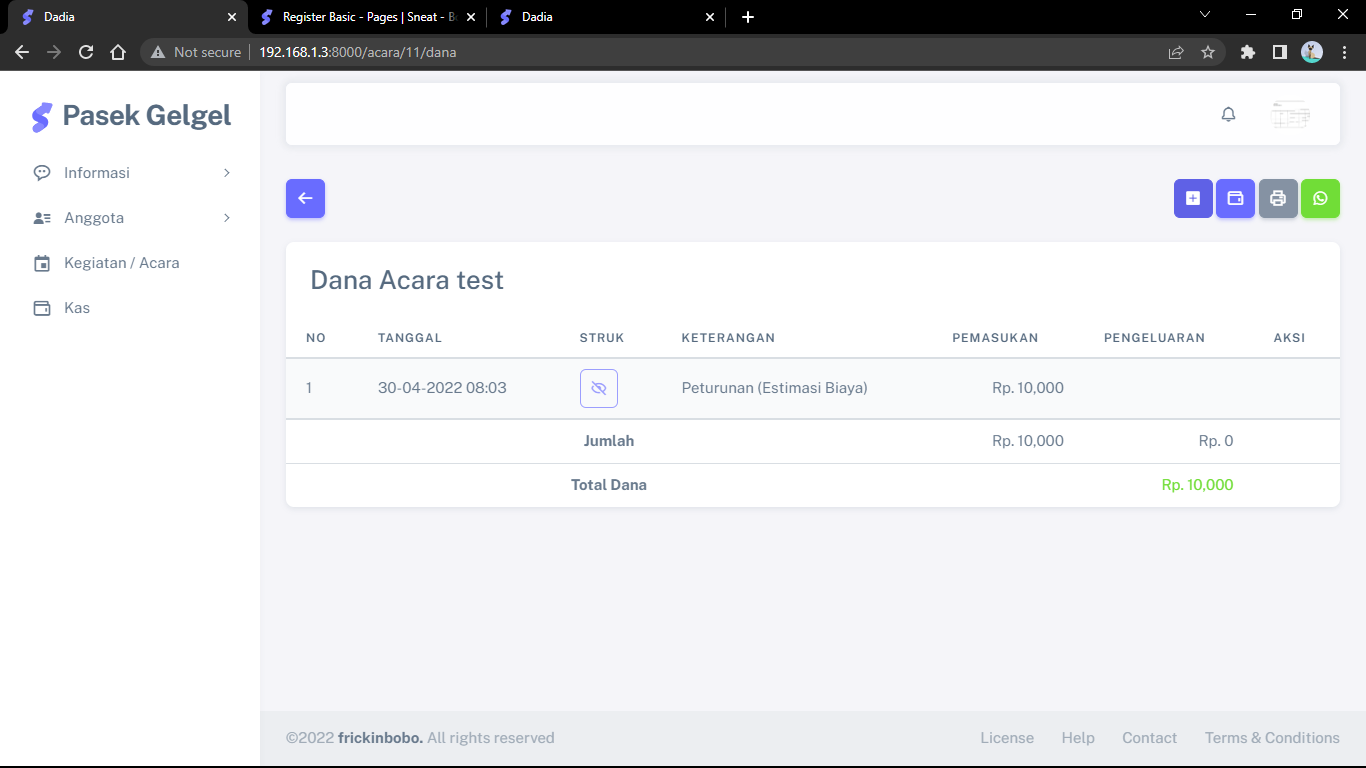 Dadia
Register Basic - Pages | Sneat - B
Dadia
Not secure 192.168.1.3:8000/acara/11/dana
Pasek Gelgel
Informasi
Anggota
Kegiatan / Acara
Kas
Dana Acara test
NO TANGGAL STRUK KETERANGAN PEMASUKAN PENGELUARAN AKSI
1 30-04-2022 08:03 Peturunan (Estimasi Biaya) Rp. 10,000
Jumlah Rp. 10,000 Rp. 0
Total Dana Rp. 10,000
©2022 frickinbobo. All rights reserved License Help Contact Terms & Conditions